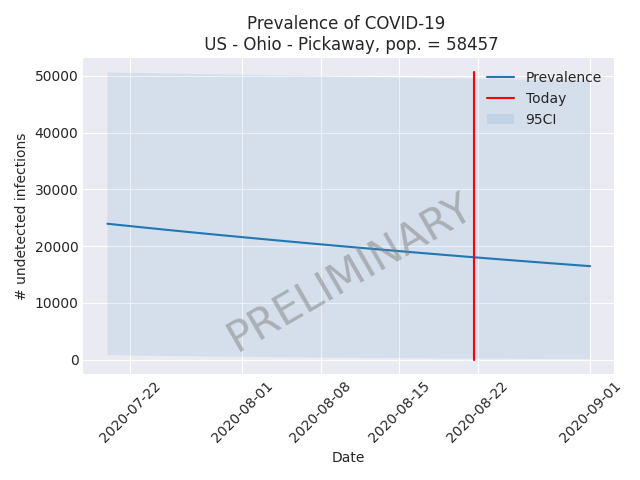 Prevalence of COVID-19
US - Ohio - Pickaway, pop. = 58457
50000
40000
30000
20000
10000
0
# undetected infections
Prevalence
Today
95CI
PRELIMINARY
2020-07-22
2020-08-01
2020-08-08
2020-08-15
2020-08-22
2020-09-01
Date